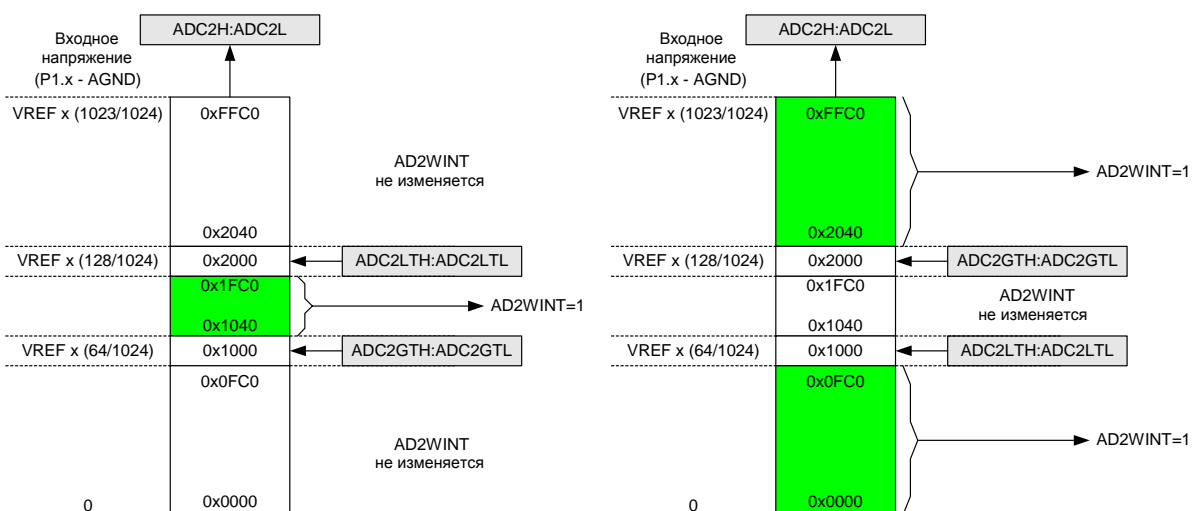 ADC2H:ADC2L
Входное
напряжение
(P1.x - AGND)
VREF x (1023/1024)
0xFFC0
AD2WINT
не изменяется
0x2040
VREF x (128/1024)
0x2000
ADC2LTH:ADC2LTL
0x1FC0
AD2WINT=1
0x1040
VREF x (64/1024)
0x1000
ADC2GTH:ADC2GTL
0x0FC0
AD2WINT
не изменяется
0
0x0000
ADC2H:ADC2L
Входное
напряжение
(P1.x - AGND)
VREF x (1023/1024)
0xFFC0
AD2WINT=1
0x2040
VREF x (128/1024)
0x2000
ADC2GTH:ADC2GTL
0x1FC0
AD2WINT
не изменяется
0x1040
VREF x (64/1024)
0x1000
ADC2LTH:ADC2LTL
0x0FC0
AD2WINT=1
0
0x0000